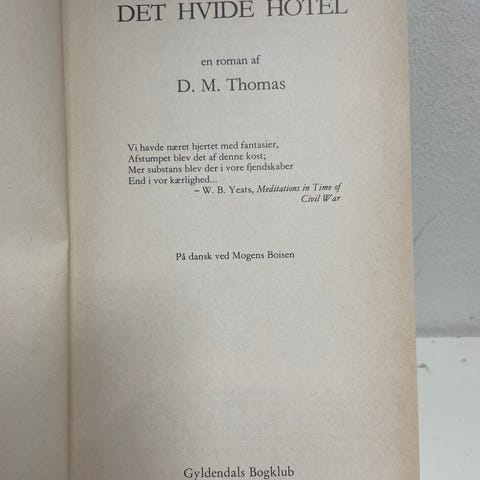 DET HVIDE HOTEL
en roman af
D. M. Thomas
Vi havde næret hjertet med fantasier,
Afstumpet blev det af denne kost;
Mer substans blev der i vore fjendskaber
End i vor kærlighed...
– W. B. Yeats, Meditations in Time of
Civil War
På dansk ved Mogens Boisen
Gyldendals Bogklub